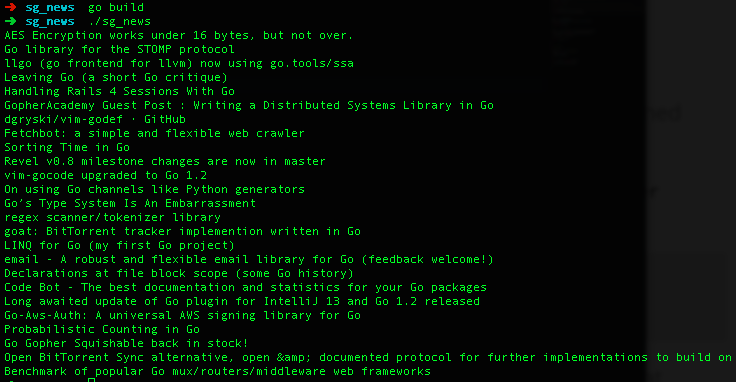 ➜ sg_news go build
➜ sg_news ./sg_news
AES Encryption works under 16 bytes, but not over.
Go library for the STOMP protocol
llgo (go frontend for llvm) now using go.tools/ssa
Leaving Go (a short Go critique)
Handling Rails 4 Sessions With Go
GopherAcademy Guest Post : Writing a Distributed Systems Library in Go
dgryski/vim-godef · GitHub
Fetchbot: a simple and flexible web crawler
Sorting Time in Go
Revel v0.8 milestone changes are now in master
vim-gocode upgraded to Go 1.2
On using Go channels like Python generators
Go's Type System Is An Embarrassment
regex scanner/tokenizer library
goat: BitTorrent tracker implemention written in Go
LINQ for Go (my first Go project)
email - A robust and flexible email library for Go (feedback welcome!)
Declarations at file block scope (some Go history)
Code Bot - The best documentation and statistics for your Go packages
Long awaited update of Go plugin for IntelliJ 13 and Go 1.2 released
Go-Aws-Auth: A universal AWS signing library for Go
Probabilistic Counting in Go
Go Gopher Squishable back in stock!
Open BitTorrent Sync alternative, open &amp; documented protocol for further implementations to build on
Benchmark of popular Go mux/routers/middleware web frameworks